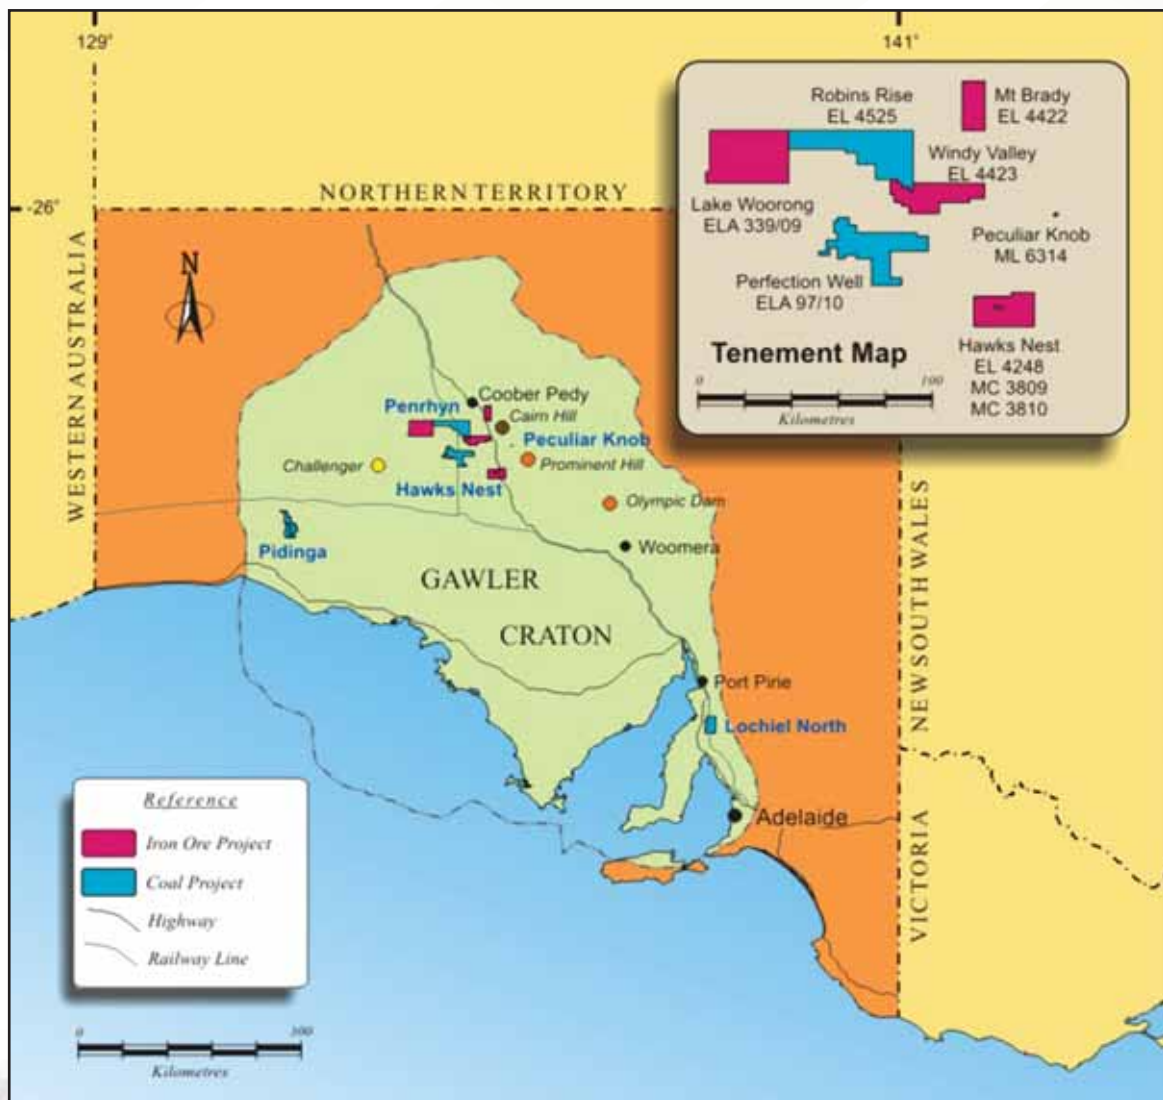 129°
141°
-26°
NORTHERN TERRITORY
WESTERN AUSTRALIA
NEW SOUTH WALES
VICTORIA
N
Robins Rise
EL 4525
Mt Brady
EL 4422
Windy Valley
EL 4423
Lake Woorong
ELA 339/09
Peculiar Knob
ML 6314
Perfection Well
ELA 97/10
Hawks Nest
EL 4248
MC 3809
MC 3810
Tenement Map
0 100
Kilometres
Coober Pedy
Penrhyn
Cairn Hill
Peculiar Knob
Prominent Hill
Challenger
Hawks Nest
Olympic Dam
Pidinga
Woomera
GAWLER
CRATON
Port Pirie
Lochiel North
Adelaide
Reference
Iron Ore Project
Coal Project
Highway
Railway Line
0 300
Kilometres